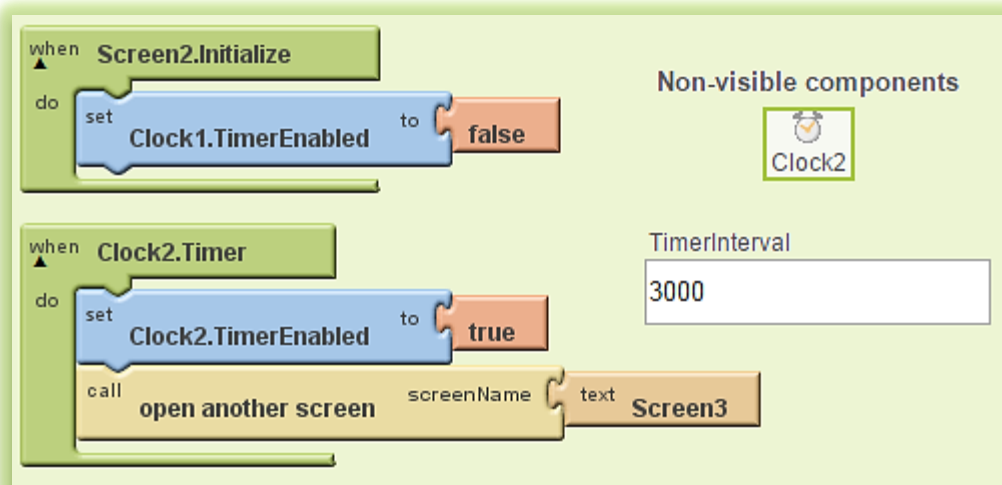 when Screen2.Initialize
do
set Clock1.TimerEnabled to false
when Clock2.Timer
do
set Clock2.TimerEnabled to true
call open another screen screenName text Screen3
Non-visible components
Clock2
TimerInterval
3000